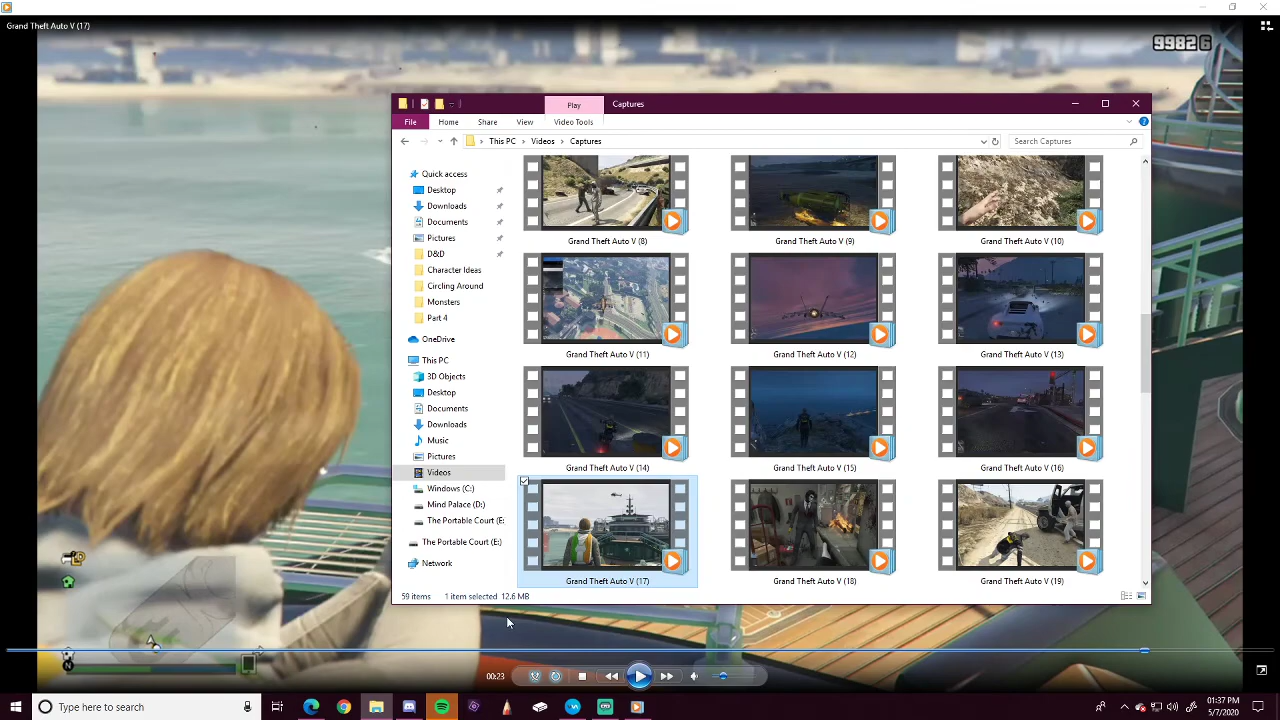 Grand Theft Auto V (17)
99826
Play
Captures
File
Home
Share
View
Video Tools
This PC
Videos
Captures
Search Captures
Quick access
Desktop
Downloads
Documents
Pictures
D&D
Character Ideas
Circling Around
Monsters
Part 4
OneDrive
This PC
3D Objects
Desktop
Documents
Downloads
Music
Pictures
Videos
Windows (C:)
Mind Palace (D:)
The Portable Court (E:
The Portable Court (E:)
Network
Grand Theft Auto V (8)
Grand Theft Auto V (9)
Grand Theft Auto V (10)
Grand Theft Auto V (11)
Grand Theft Auto V (12)
Grand Theft Auto V (13)
Grand Theft Auto V (14)
Grand Theft Auto V (15)
Grand Theft Auto V (16)
Grand Theft Auto V (17)
Grand Theft Auto V (18)
Grand Theft Auto V (19)
59 items
1 item selected 12.6 MB
N
00:23
Type here to search
01:37 PM
5/7/2020